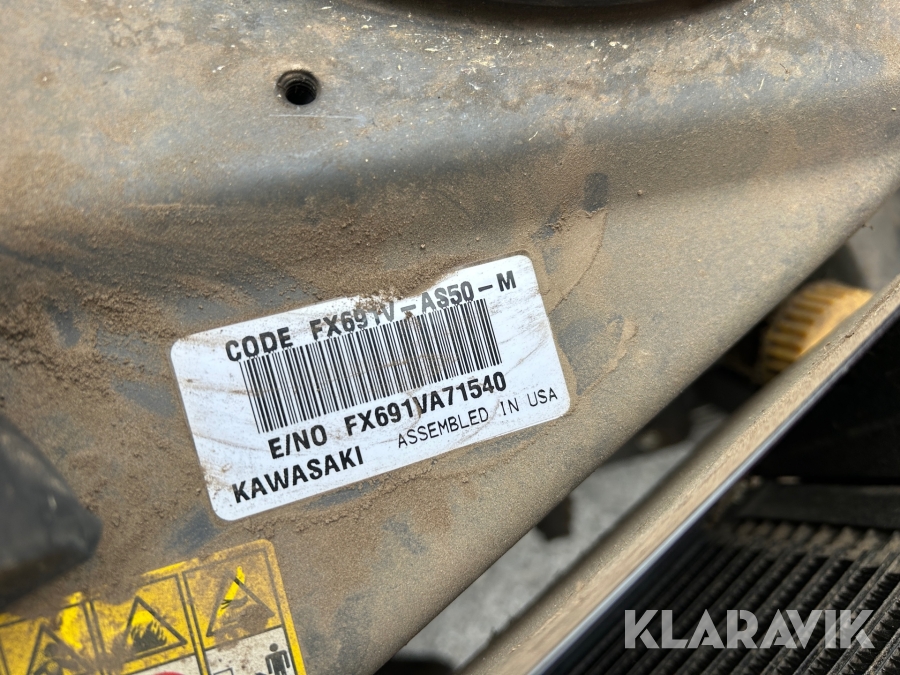 CODE FX691V-AS50-M
E/NO FX691VA71540
KAWASAKI ASSEMBLED IN USA
KLARAVIK